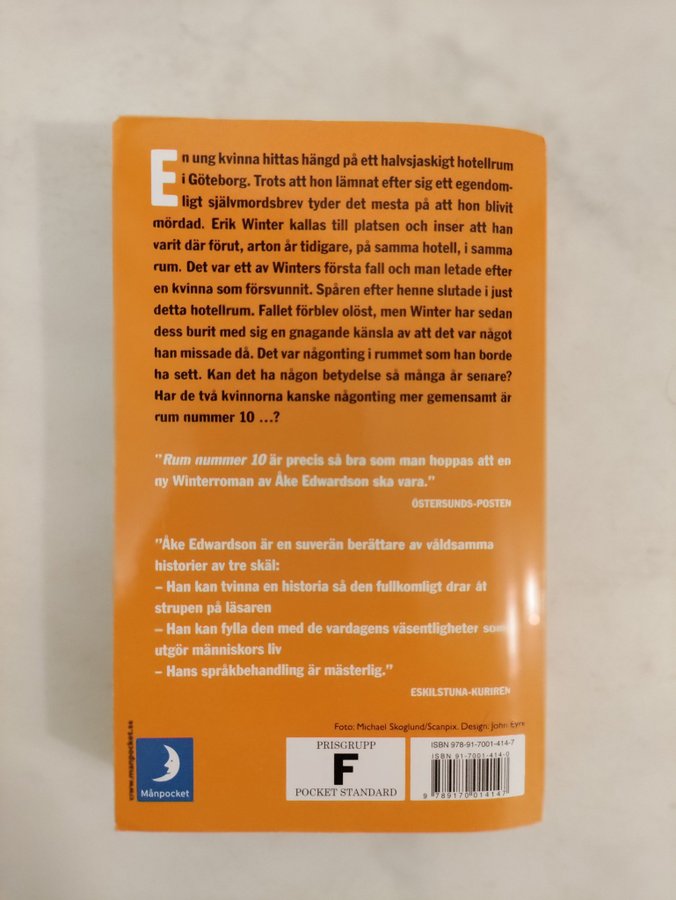 En ung kvinna hittas hängd på ett halvsjaskigt hotellrum
i Göteborg. Trots att hon lämnat efter sig ett egendom-
ligt självmordsbrev tyder det mesta på att hon blivit
mördad. Erik Winter kallas till platsen och inser att han
varit där förut, arton år tidigare, på samma hotell, i samma
rum. Det var ett av Winters första fall och man letade efter
en kvinna som försvunnit. Spåren efter henne slutade i just
detta hotellrum. Fallet förblev olöst, men Winter har sedan
dess burit med sig en gnagande känsla av att det var något
han missade då. Det var någonting i rummet som han borde
ha sett. Kan det ha någon betydelse så många år senare?
Har de två kvinnorna kanske någonting mer gemensamt är
rum nummer 10 ...?
"Rum nummer 10 är precis så bra som man hoppas att en
ny Winterroman av Åke Edwardson ska vara."
ÖSTERSUNDS-POSTEN
"Åke Edwardson är en suverän berättare av våldsamma
historier av tre skäl:
– Han kan tvinna en historia så den fullkomligt drar åt
strupen på läsaren
– Han kan fylla den med de vardagens väsentligheter som
utgör människors liv
– Hans språkbehandling är mästerlig."
ESKILSTUNA-KURIREN
Foto: Michael Skoglund/Scanpix. Design: John Eyre
www.manpocket.se
Månpocket
PRISGRUPP
F
POCKET STANDARD
ISBN 978-91-7001-414-7
ISBN 91-7001-414-0
9 789170 014147